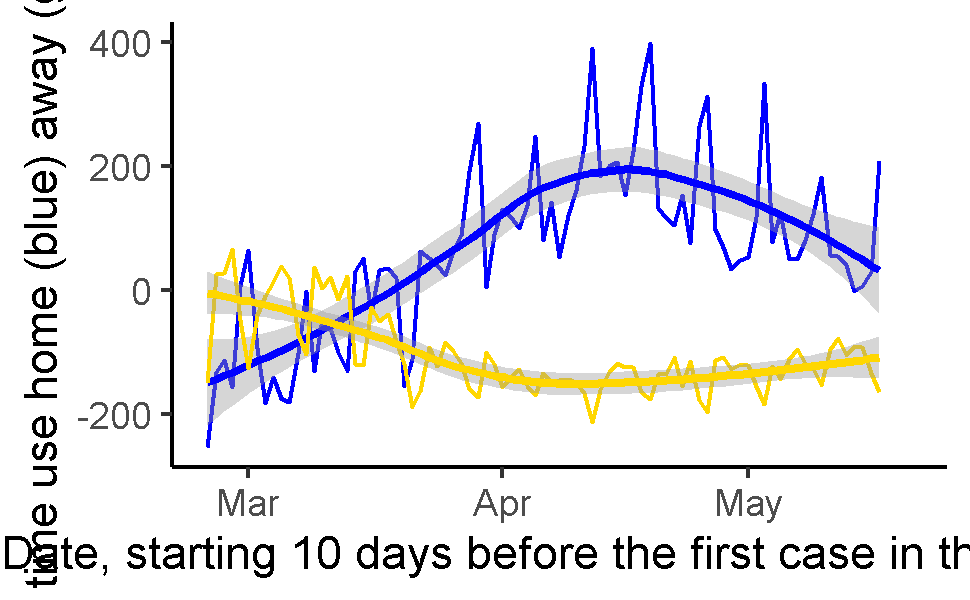 time use home (blue) away (
400
200
0
-200
Mar Apr May
Date, starting 10 days before the first case in th